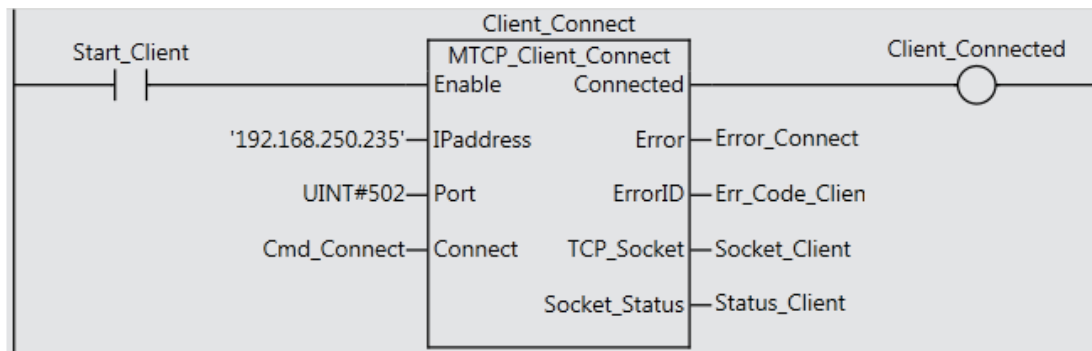 Client_Connect
Start_Client
MTCP_Client_Connect
Client_Connected
Enable
Connected
'192.168.250.235'
IPaddress
Error
Error_Connect
UINT#502
Port
ErrorID
Err_Code_Clien
Cmd_Connect
Connect
TCP_Socket
Socket_Client
Socket_Status
Status_Client